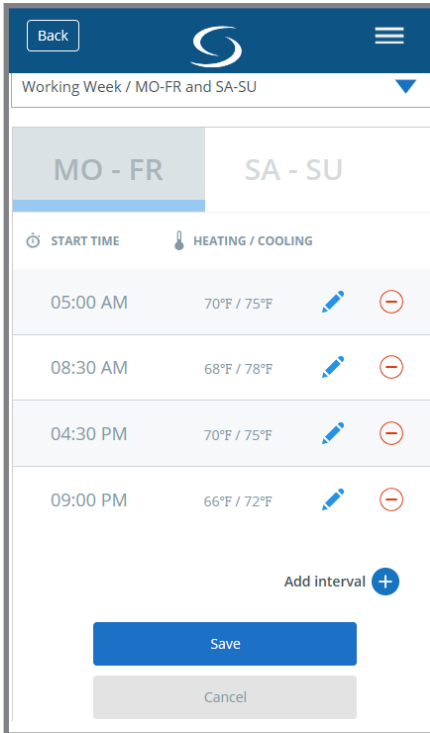 Back
Working Week / MO-FR and SA-SU
MO - FR SA - SU
START TIME HEATING / COOLING
05:00 AM 70°F / 75°F
08:30 AM 68°F / 78°F
04:30 PM 70°F / 75°F
09:00 PM 66°F / 72°F
Add interval
Save
Cancel